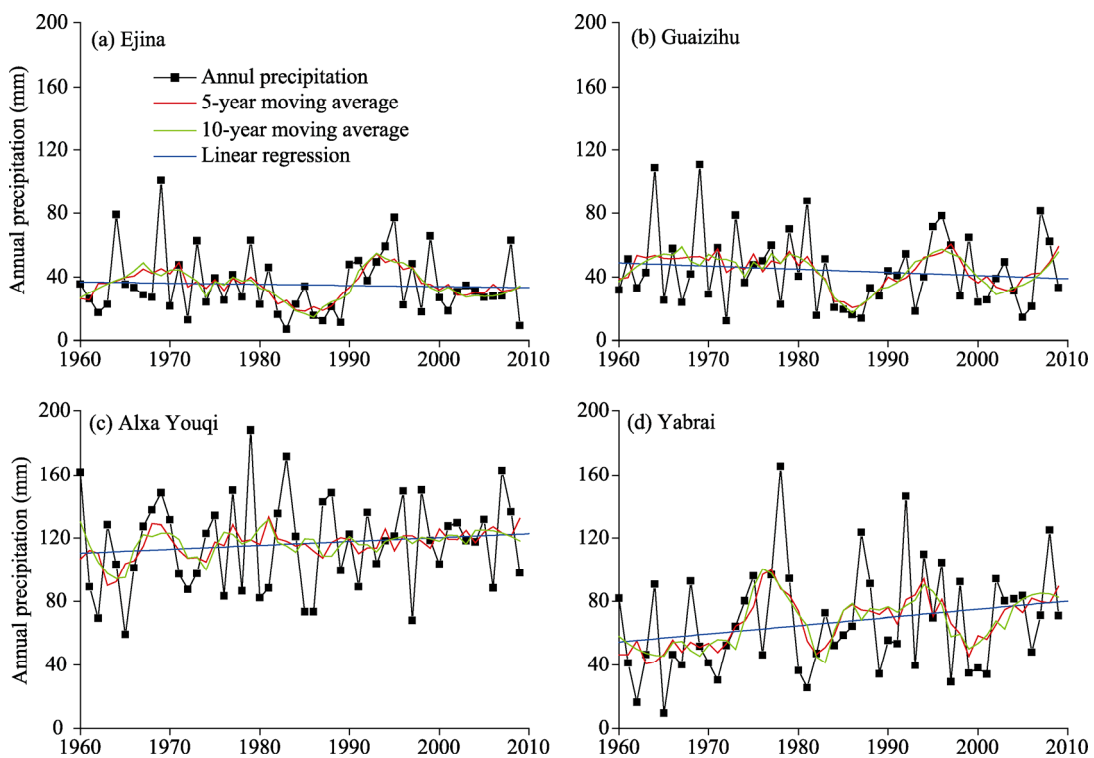 (a) Ejina
Annul precipitation
5-year moving average
10-year moving average
Linear regression
Annual precipitation (mm)
200
160
120
80
40
0
1960 1970 1980 1990 2000 2010
(b) Guaizihu
200
160
120
80
40
0
1960 1970 1980 1990 2000 2010
(c) Alxa Youqi
Annual precipitation (mm)
200
160
120
80
40
0
1960 1970 1980 1990 2000 2010
(d) Yabrai
200
160
120
80
40
0
1960 1970 1980 1990 2000 2010